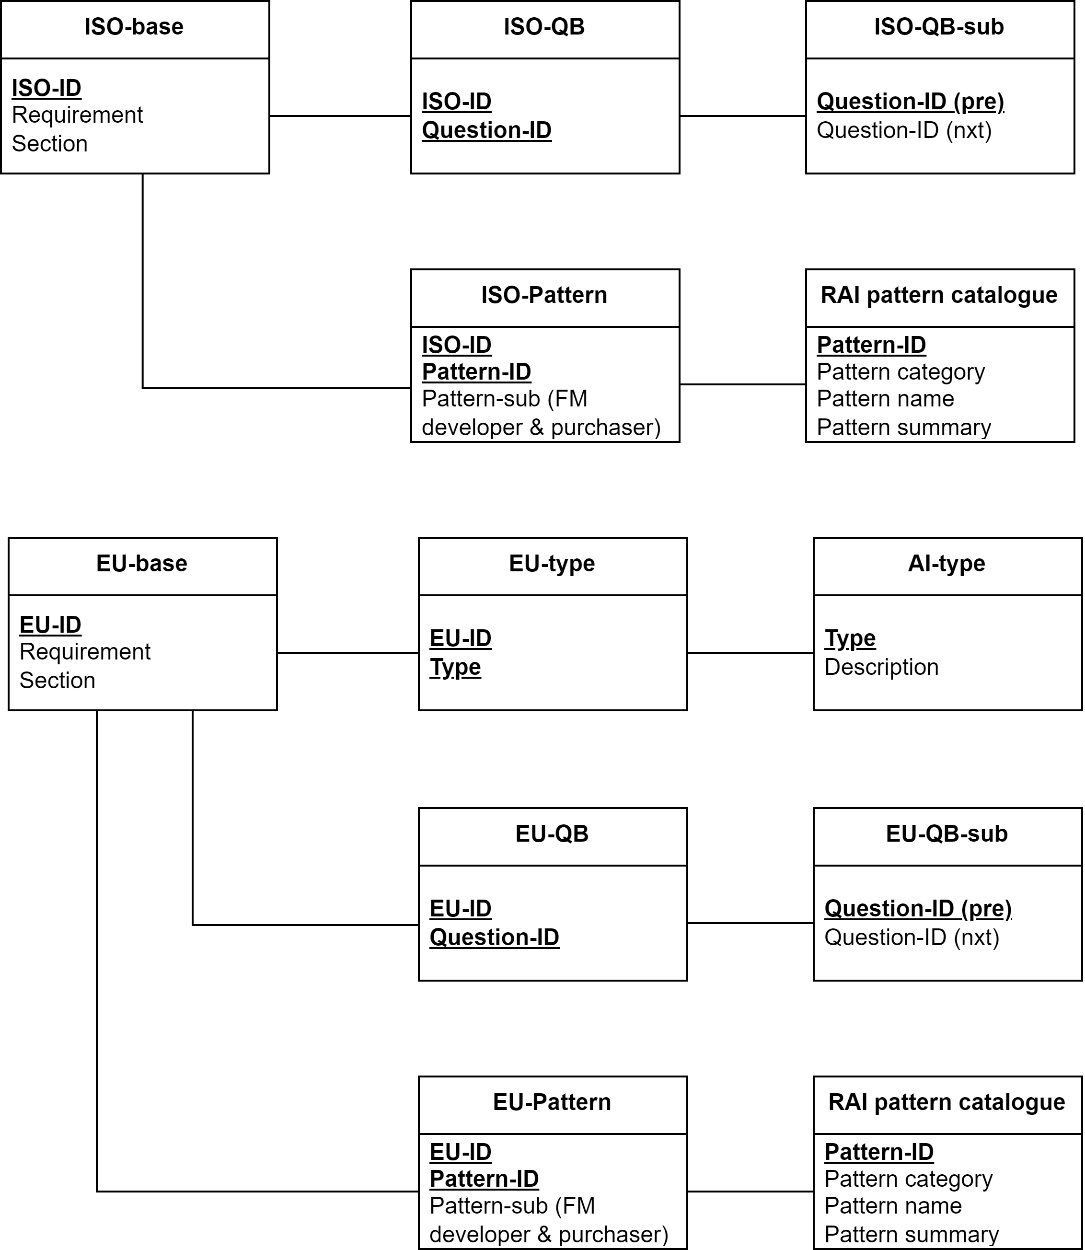 ISO-base
ISO-ID
Requirement
Section
ISO-QB
ISO-ID
Question-ID
ISO-QB-sub
Question-ID (pre)
Question-ID (nxt)
ISO-Pattern
ISO-ID
Pattern-ID
Pattern-sub (FM
developer & purchaser)
RAI pattern catalogue
Pattern-ID
Pattern category
Pattern name
Pattern summary
EU-base
EU-ID
Requirement
Section
EU-type
EU-ID
Type
AI-type
Type
Description
EU-QB
EU-ID
Question-ID
EU-QB-sub
Question-ID (pre)
Question-ID (nxt)
EU-Pattern
EU-ID
Pattern-ID
Pattern-sub (FM
developer & purchaser)
RAI pattern catalogue
Pattern-ID
Pattern category
Pattern name
Pattern summary